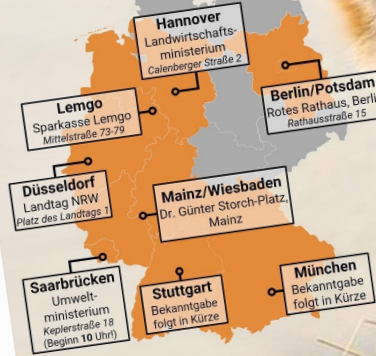 Hannover
Landwirtschafts-
ministerium
Calenberger Straße 2
Berlin/Potsdam
Rotes Rathaus, Berli
Rathausstraße 15
Lemgo
Sparkasse Lemgo
Mittelstraße 73-79
Düsseldorf
Landtag NRW
Platz des Landtags 1
Mainz/Wiesbaden
Dr. Günter Storch-Platz,
Mainz
Saarbrücken
Umwelt-
ministerium
Keplerstraße 18
(Beginn 10 Uhr!)
Stuttgart
Bekanntgabe
folgt in Kürze
München
Bekanntgabe
folgt in Kürze